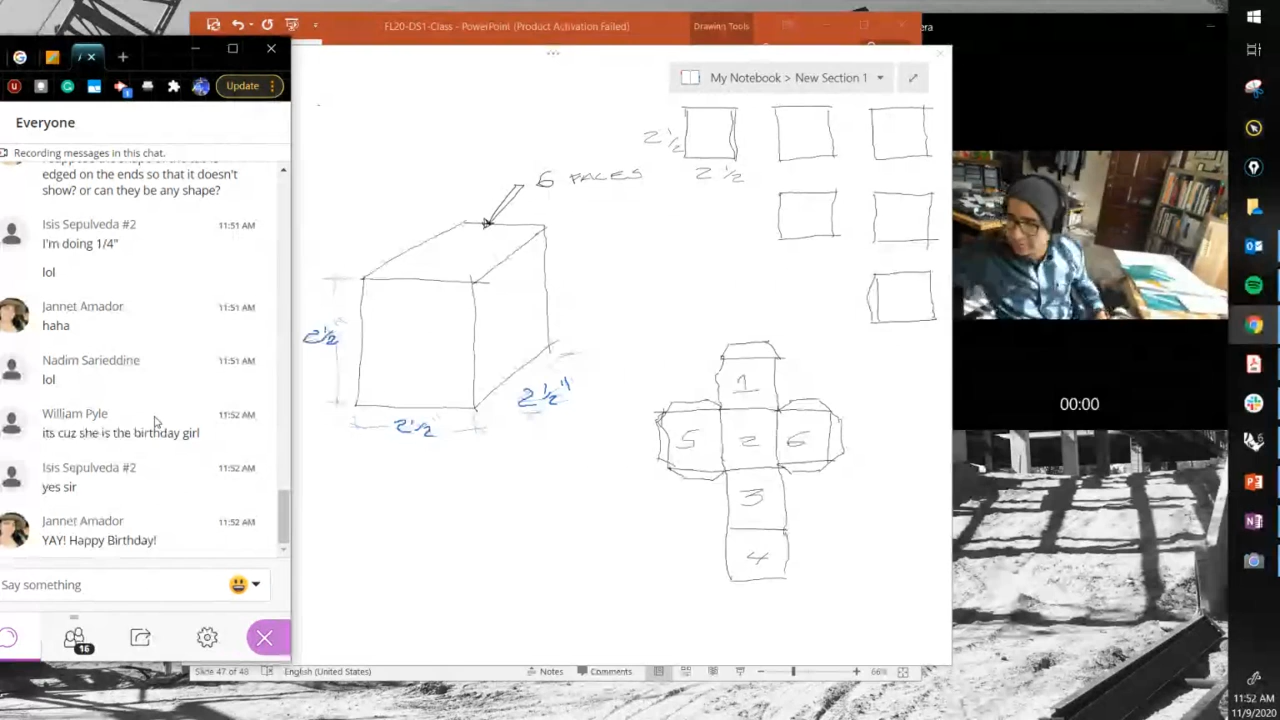 FL20-DS1-Class - PowerPoint (Product Activation Failed)
Drawing Tools
My Notebook > New Section 1
Update
Everyone
Recording messages in this chat.
edged on the ends so that it doesn't
show? or can they be any shape?
Isis Sepulveda #2 11:51 AM
I'm doing 1/4"
lol
Jannet Amador 11:51 AM
haha
Nadim Sarieddine 11:51 AM
lol
William Pyle 11:52 AM
its cuz she is the birthday girl
Isis Sepulveda #2 11:52 AM
yes sir
Jannet Amador 11:52 AM
YAY! Happy Birthday!
Say something
16
6 FACES
2 1/2
2 1/2
2 1/2
2 1/2"
2 1/2"
1
5 2 6
3
4
00:00
Slide 47 of 48
English (United States)
Notes
Comments
66%
11:52 AM
11/9/2020